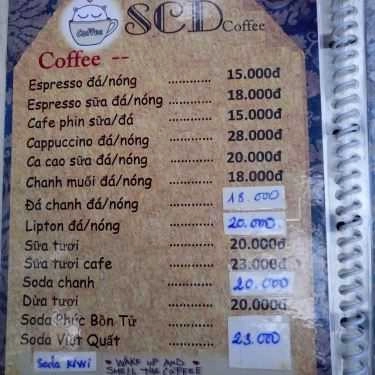 Coffee
SCD Coffee
Coffee --
Espresso đá/nóng ............ 15.000đ
Espresso sữa đá/nóng ............ 18.000đ
Cafe phin sữa/đá ............ 15.000đ
Cappuccino đá/nóng ............ 28.000đ
Ca cao sữa đá/nóng ............ 20.000đ
Chanh muối đá/nóng ............ 18.000đ
Đá chanh đá/nóng ............ 18.000
Lipton đá/nóng ............ 20.000
Sữa tươi ............ 20.000đ
Sữa tươi cafe ............ 23.000đ
Soda chanh ............ 20.000
Dừa tươi ............ 20.000đ
Soda Phúc Bồn Tử
Soda Việt Quất ............ 23.000
Soda Kiwi
* WAKE UP AND *
SMELL THE COFFEE